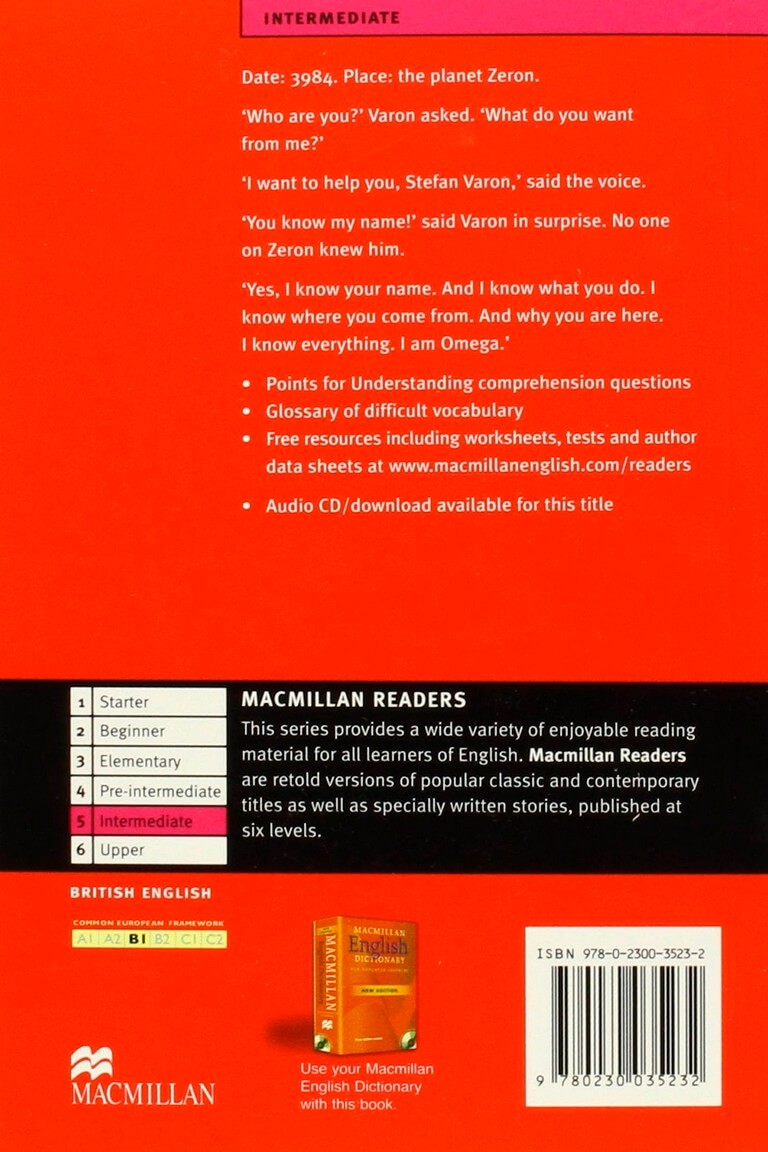 INTERMEDIATE
Date: 3984. Place: the planet Zeron.
‘Who are you?’ Varon asked. ‘What do you want
from me?’
‘I want to help you, Stefan Varon,’ said the voice.
‘You know my name!’ said Varon in surprise. No one
on Zeron knew him.
‘Yes, I know your name. And I know what you do. I
know where you come from. And why you are here.
I know everything. I am Omega.’
• Points for Understanding comprehension questions
• Glossary of difficult vocabulary
• Free resources including worksheets, tests and author
data sheets at www.macmillanenglish.com/readers
• Audio CD/download available for this title
1 Starter
2 Beginner
3 Elementary
4 Pre-intermediate
5 Intermediate
6 Upper
MACMILLAN READERS
This series provides a wide variety of enjoyable reading
material for all learners of English. Macmillan Readers
are retold versions of popular classic and contemporary
titles as well as specially written stories, published at
six levels.
BRITISH ENGLISH
COMMON EUROPEAN FRAMEWORK
A1 A2 B1 B2 C1 C2
MACMILLAN
MACMILLAN
English
DICTIONARY
NEW EDITION
Use your Macmillan
English Dictionary
with this book.
MACMILLAN
ISBN 978-0-2300-3523-2
9 780230 035232